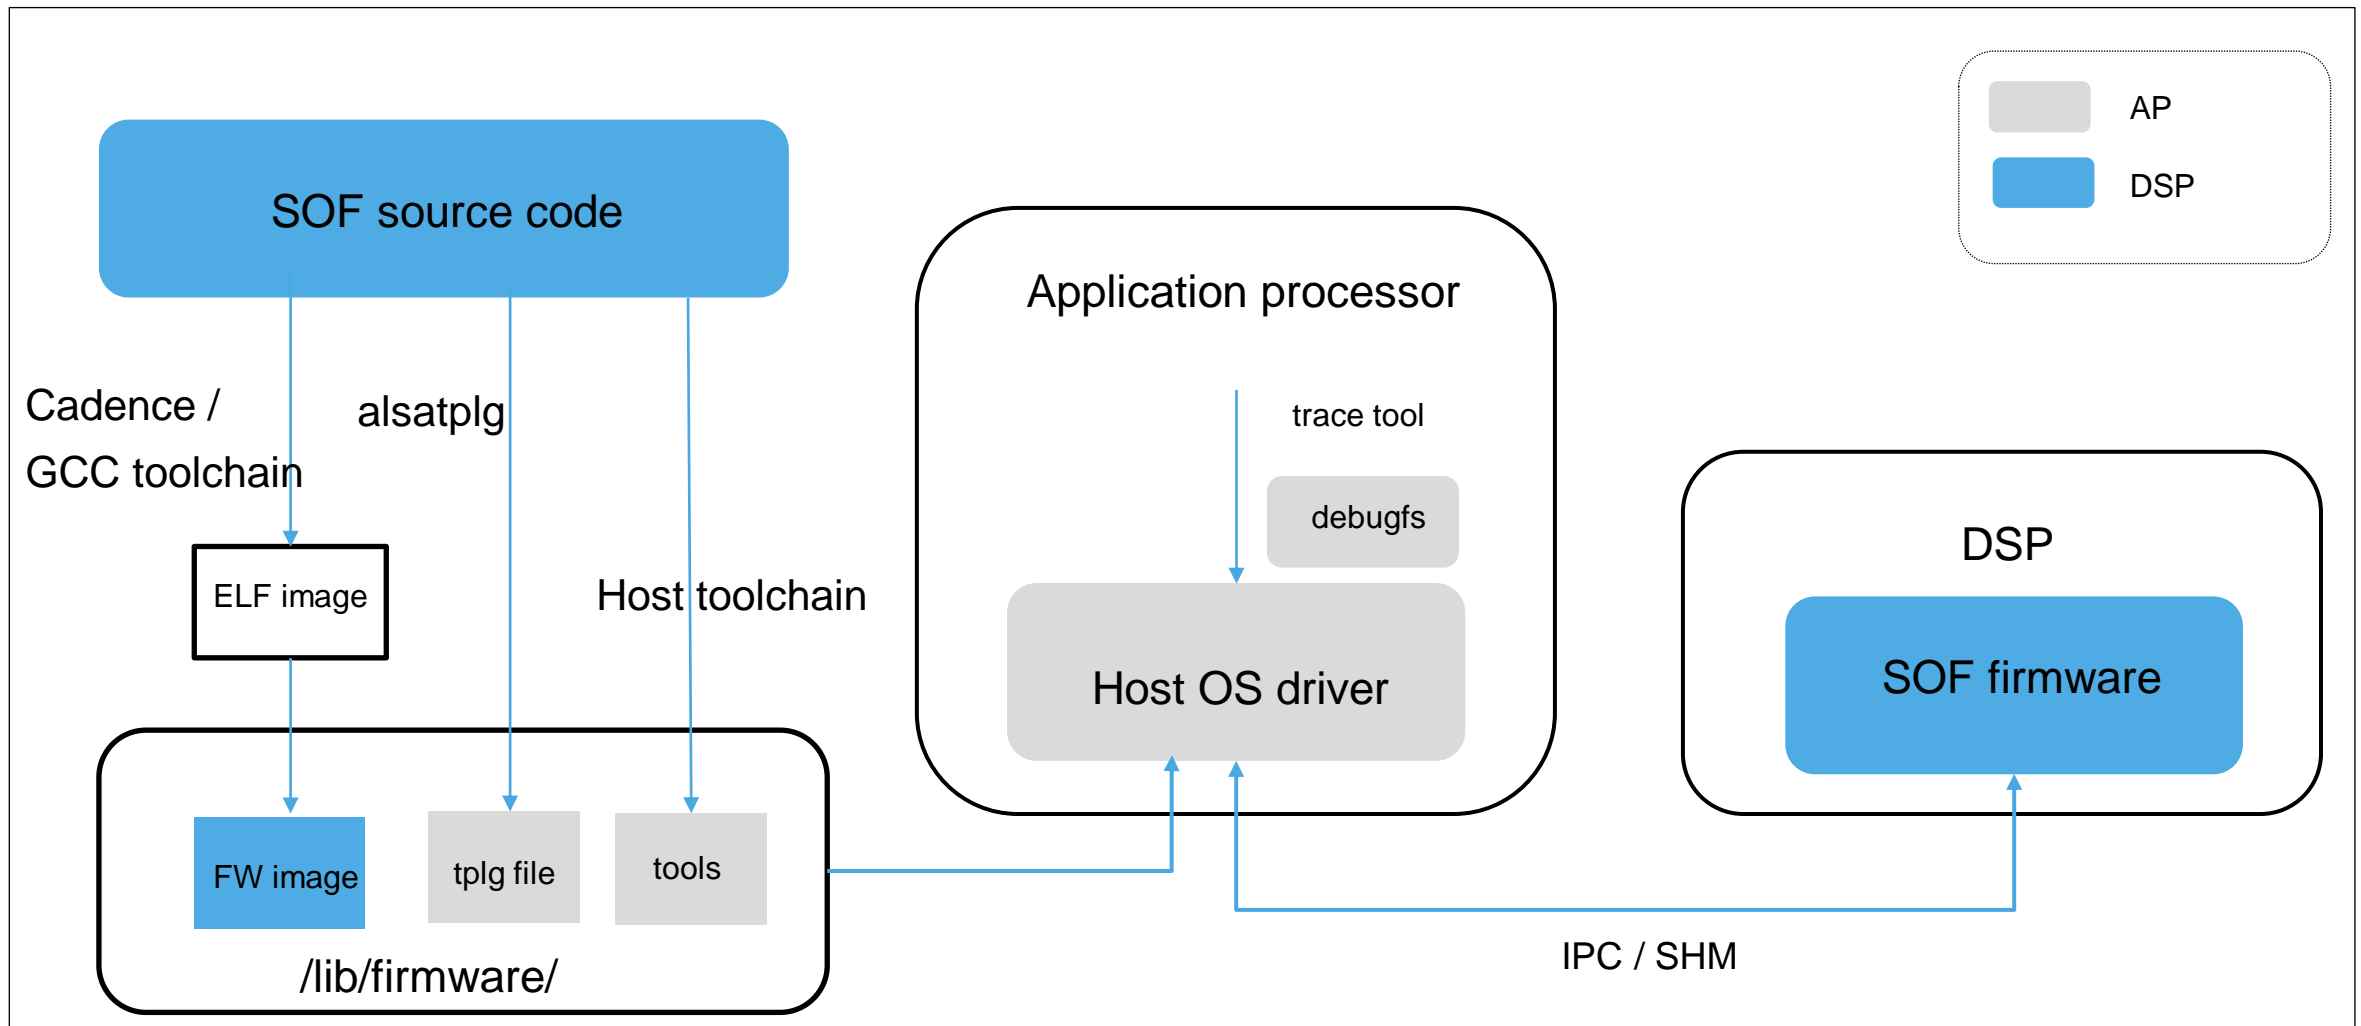 AP
DSP
SOF source code
Application processor
Cadence /
GCC toolchain
alsatplg
trace tool
debugfs
DSP
ELF image
Host toolchain
Host OS driver
SOF firmware
FW image
tplg file
tools
/lib/firmware/
IPC / SHM